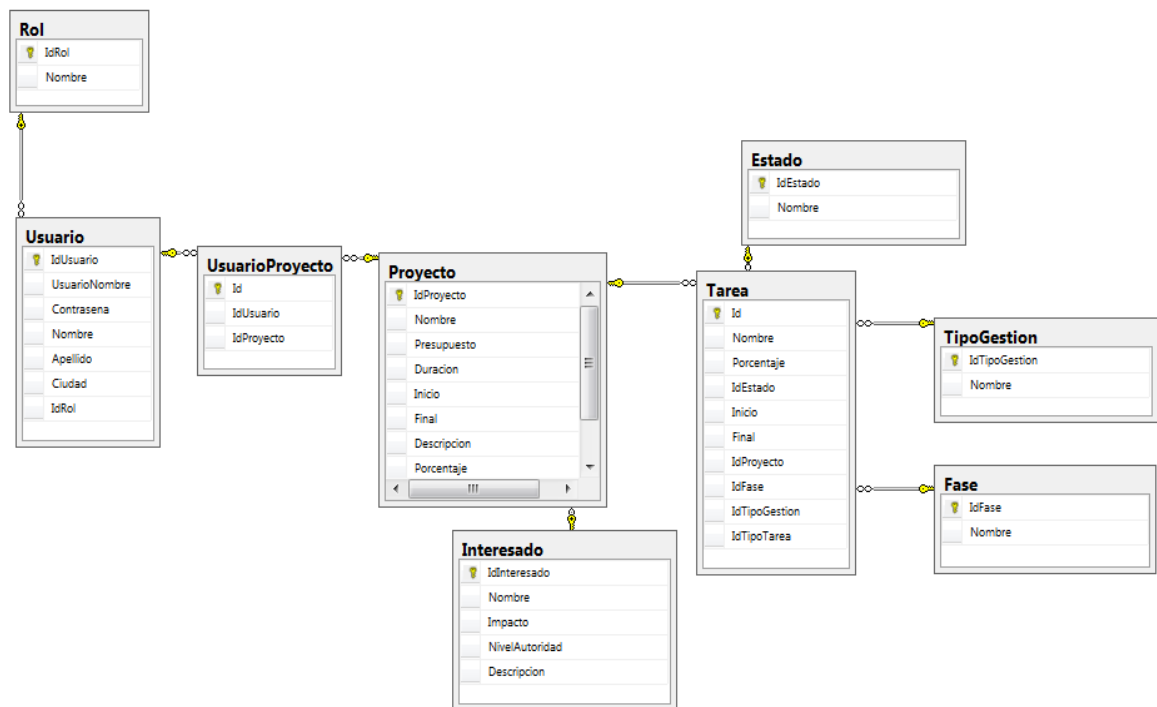 Rol
IdRol
Nombre
Usuario
IdUsuario
UsuarioNombre
Contrasena
Nombre
Apellido
Ciudad
IdRol
UsuarioProyecto
Id
IdUsuario
IdProyecto
Proyecto
IdProyecto
Nombre
Presupuesto
Duracion
Inicio
Final
Descripcion
Porcentaje
Interesado
IdInteresado
Nombre
Impacto
NivelAutoridad
Descripcion
Estado
IdEstado
Nombre
Tarea
Id
Nombre
Porcentaje
IdEstado
Inicio
Final
IdProyecto
IdFase
IdTipoGestion
IdTipoTarea
TipoGestion
IdTipoGestion
Nombre
Fase
IdFase
Nombre